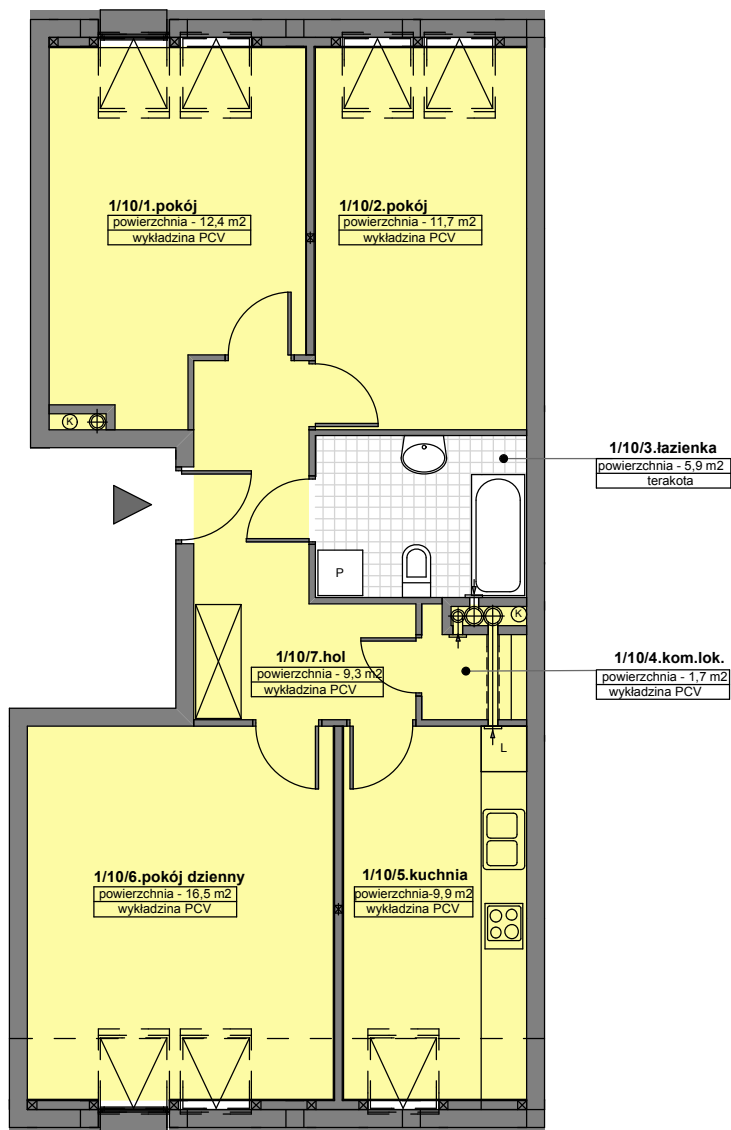 1/10/1.pokój
powierzchnia - 12,4 m2
wykładzina PCV
1/10/2.pokój
powierzchnia - 11,7 m2
wykładzina PCV
K
1/10/3.łazienka
powierzchnia - 5,9 m2
terakota
P
K
1/10/7.hol
powierzchnia - 9,3 m2
wykładzina PCV
1/10/4.kom.lok.
powierzchnia - 1,7 m2
wykładzina PCV
L
1/10/6.pokój dzienny
powierzchnia - 16,5 m2
wykładzina PCV
1/10/5.kuchnia
powierzchnia-9,9 m2
wykładzina PCV